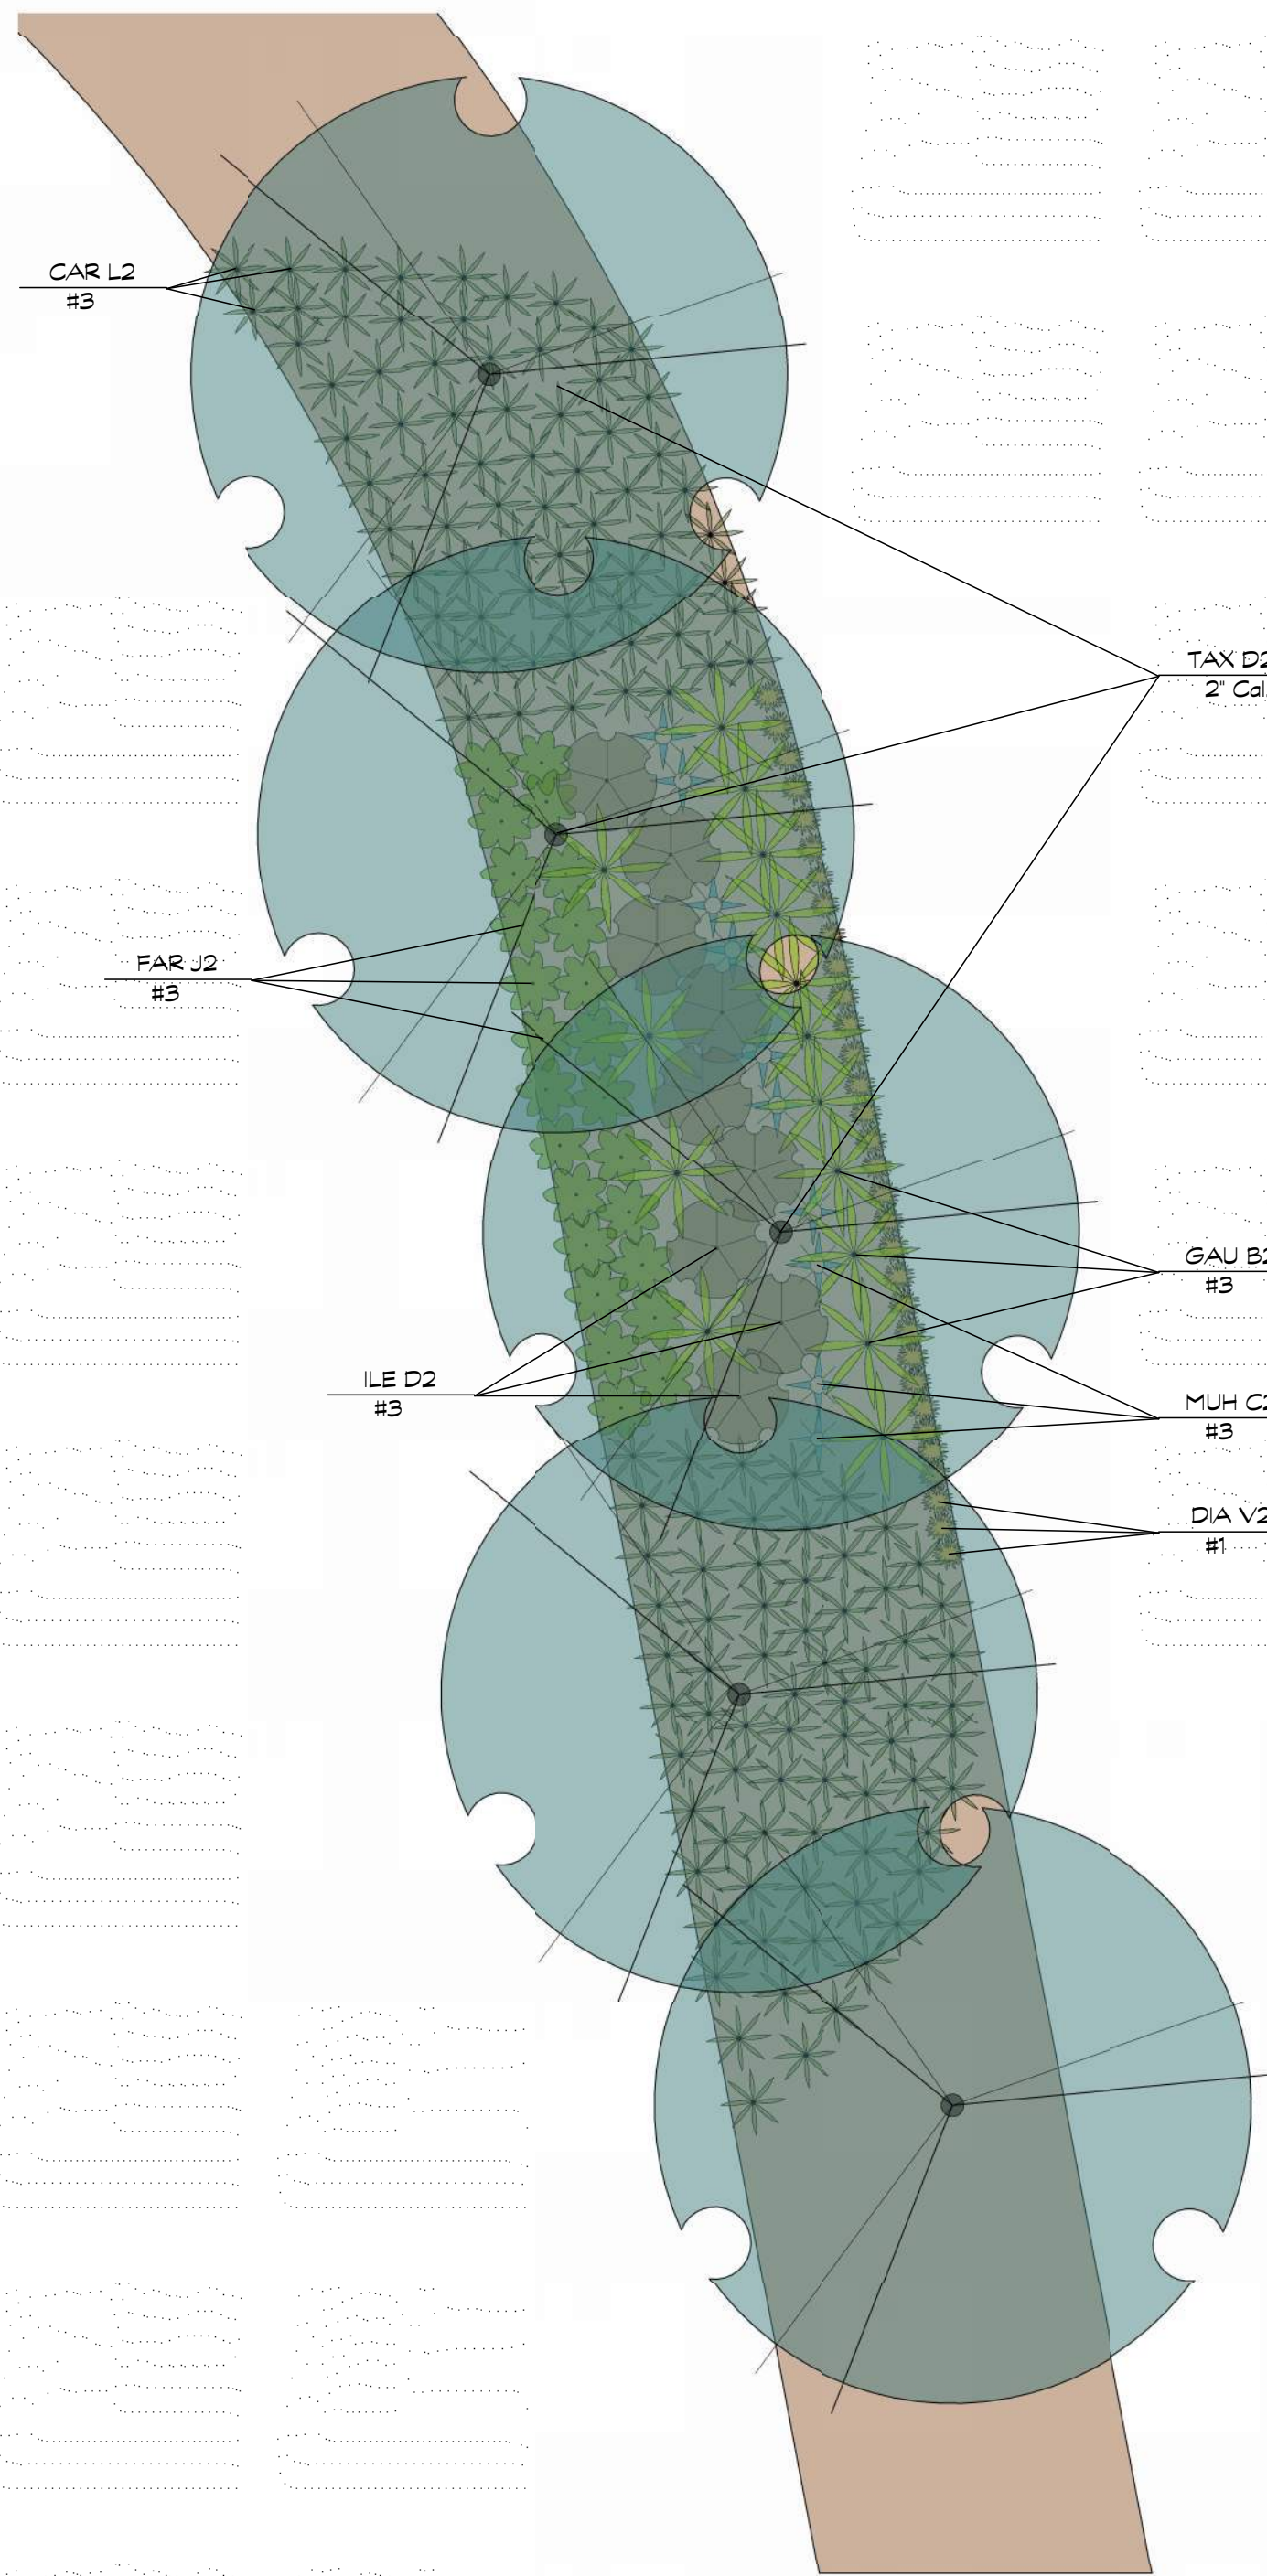 CAR L2
#3
TAX D2
2" Cal.
FAR J2
#3
GAU B2
#3
ILE D2
#3
MUH C2
#3
DIA V2
#1